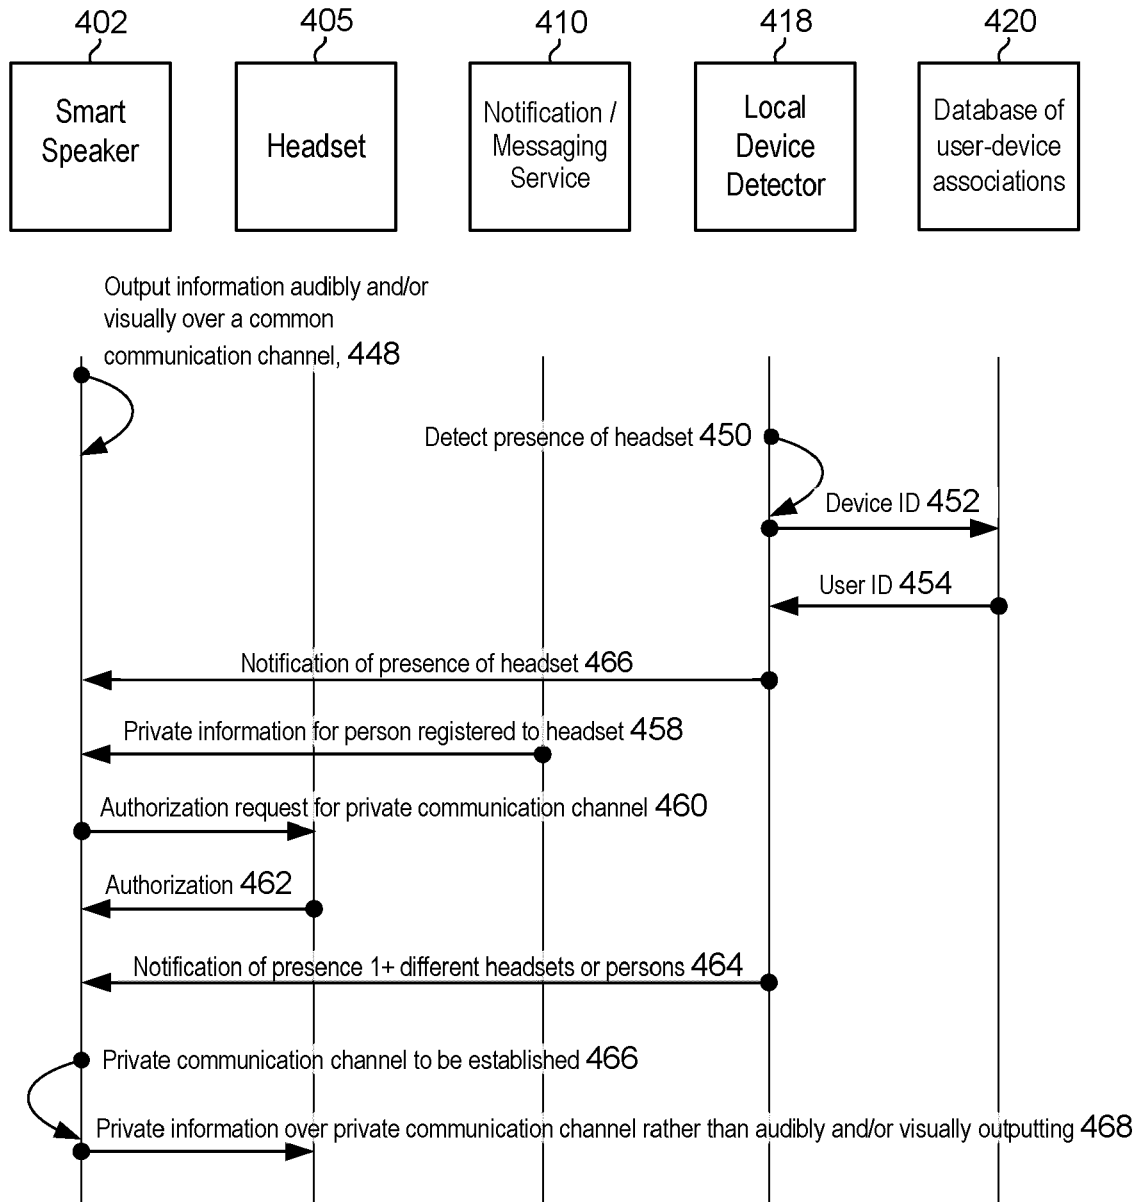 402
405
410
418
420
Smart
Speaker
Headset
Notification /
Messaging
Service
Local
Device
Detector
Database of
user-device
associations
Output information audibly and/or
visually over a common
communication channel, 448
Detect presence of headset 450
Device ID 452
User ID 454
Notification of presence of headset 466
Private information for person registered to headset 458
Authorization request for private communication channel 460
Authorization 462
Notification of presence 1+ different headsets or persons 464
Private communication channel to be established 466
Private information over private communication channel rather than audibly and/or visually outputting 468